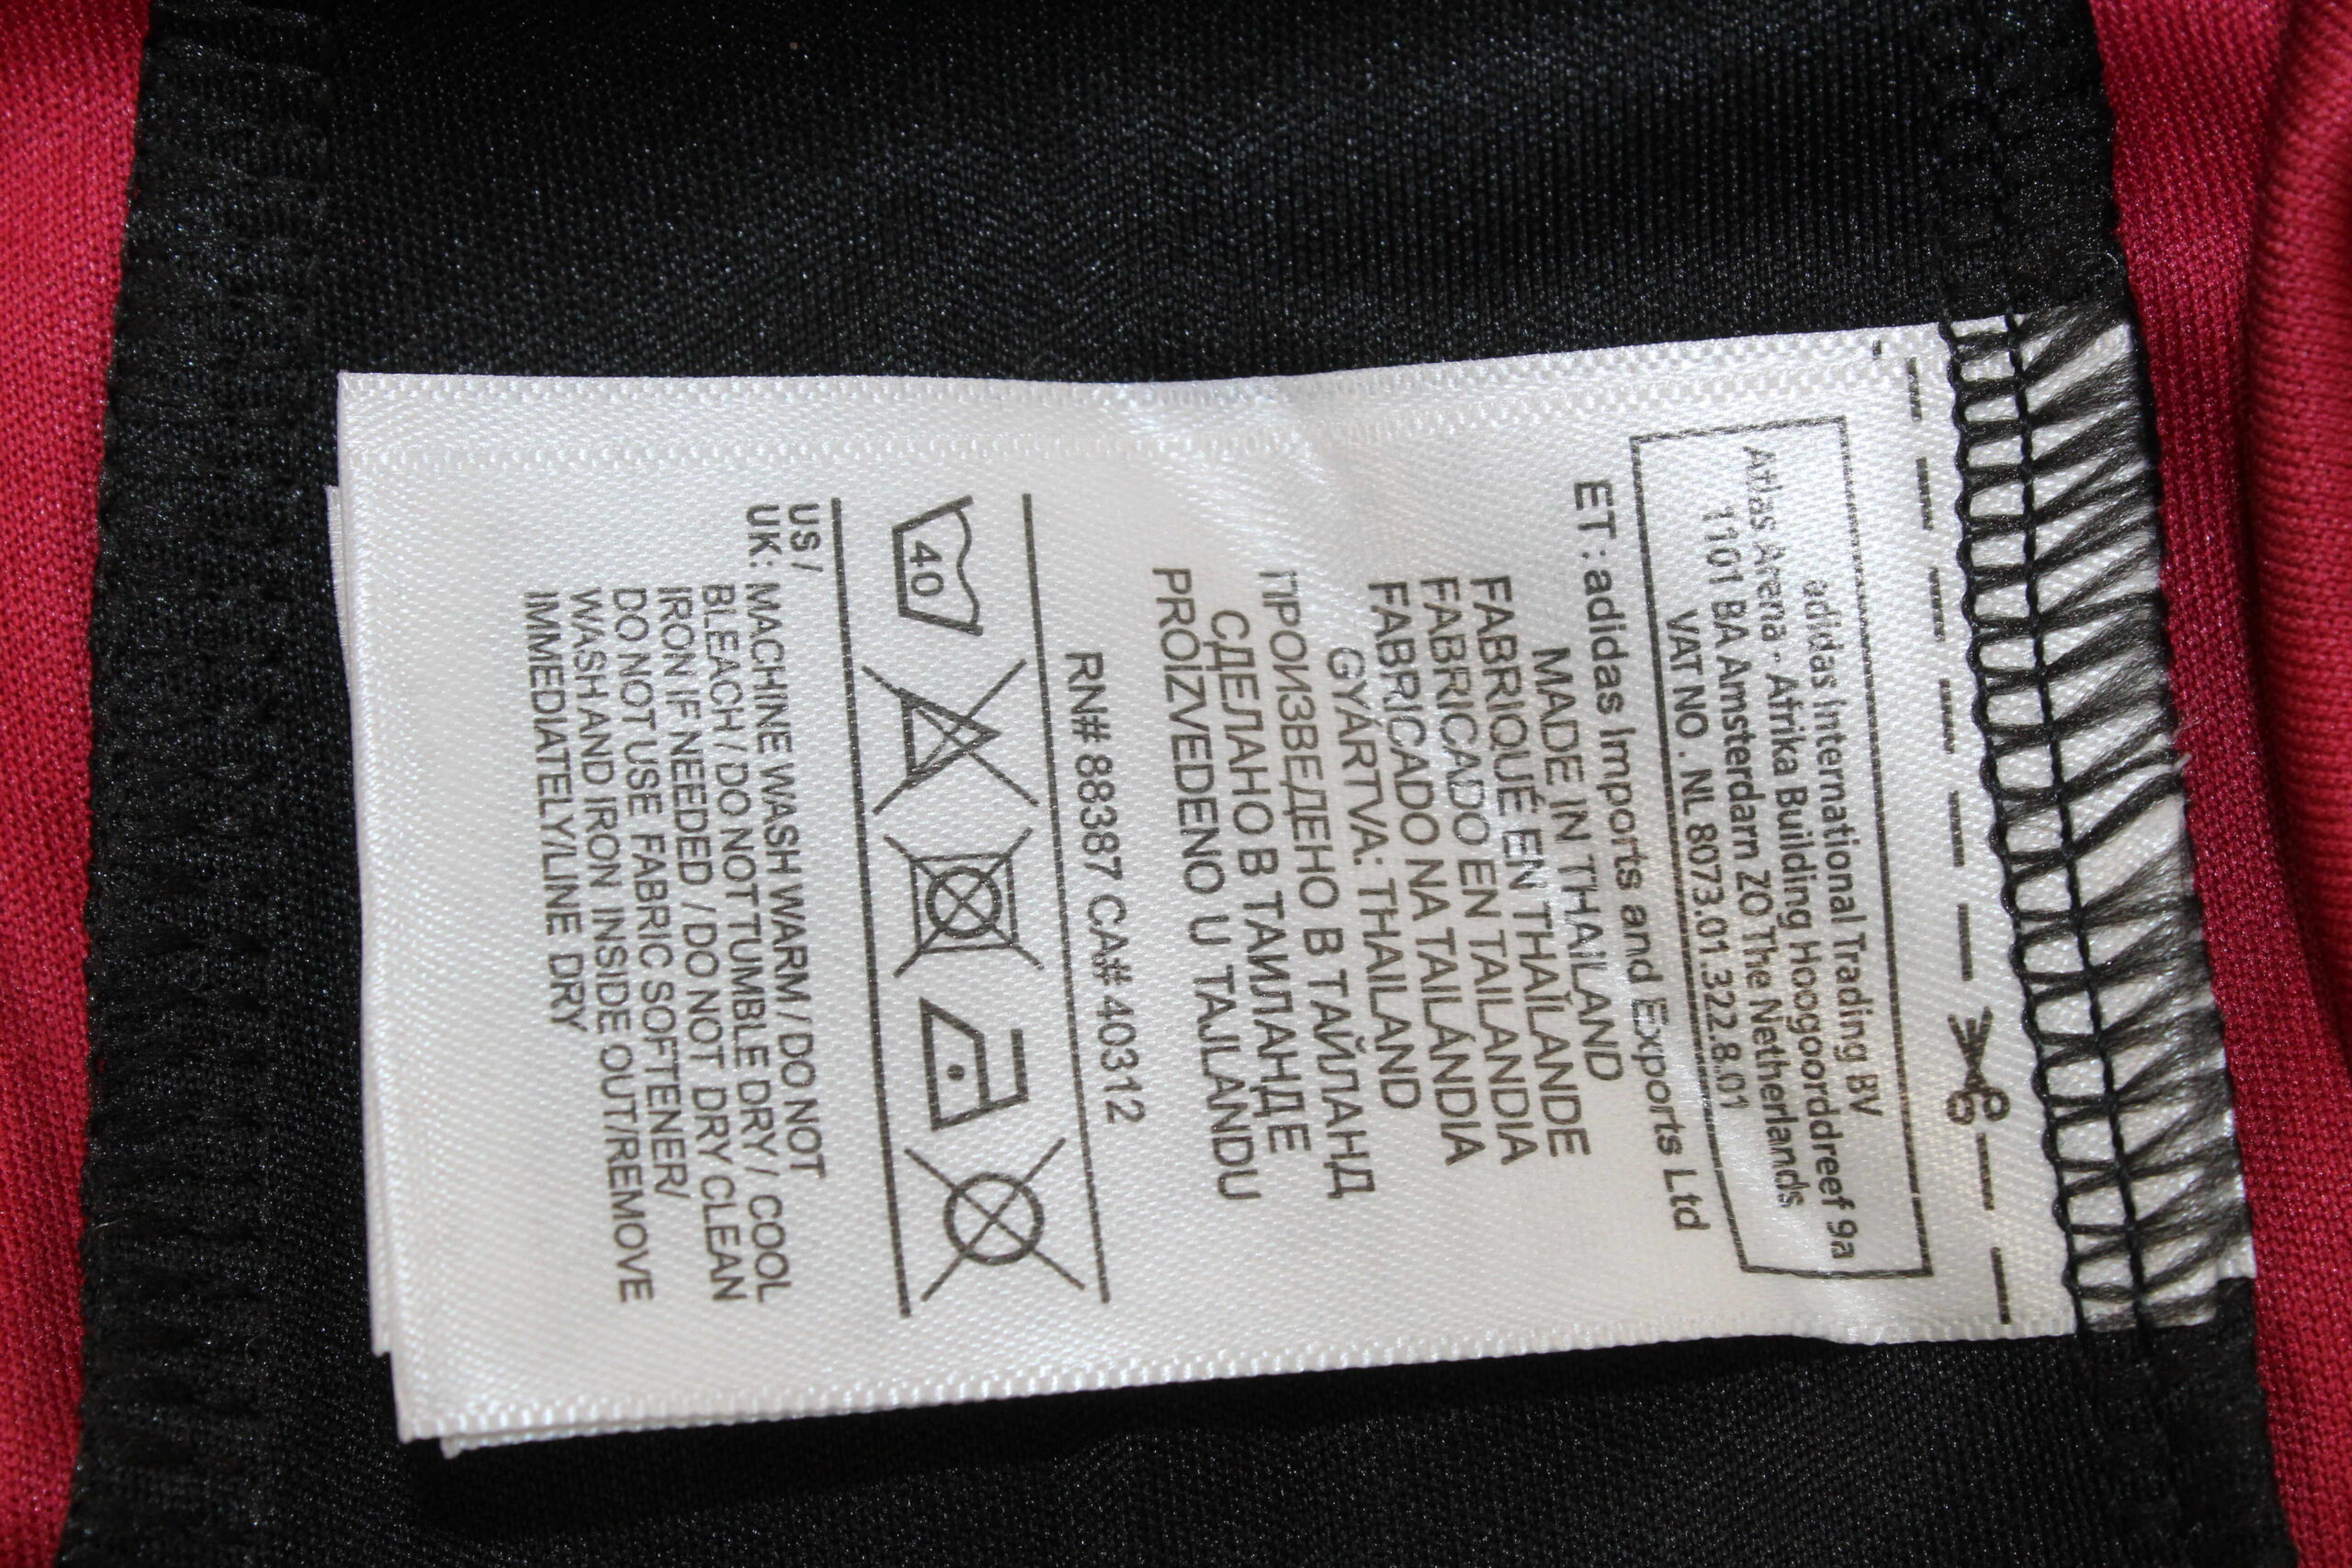 adidas International Trading BV
Atlas Arena - Afrika Building Hoogoorddreef 9a
1101 BA Amsterdarn ZO The Netherlands
VAT NO . NL 8073.01.322.8.01
ET : adidas Imports and Exports Ltd
MADE IN THAILAND
FABRIQUÉ EN THAÏLANDE
FABRICADO EN TAILANDIA
FABRICADO NA TAILÁNDIA
GYÁRTVA: THAILAND
ПРОИЗВЕДЕНО В ТАЙЛАНД
СДЕЛАНО В ТАИЛАНДЕ
PROIZVEDENO U TAJLANDU
RN# 88387 CA# 40312
40
US /
UK: MACHINE WASH WARM / DO NOT
BLEACH / DO NOT TUMBLE DRY / COOL
IRON IF NEEDED / DO NOT DRY CLEAN
DO NOT USE FABRIC SOFTENER/
WASH AND IRON INSIDE OUT/REMOVE
IMMEDIATELY/LINE DRY